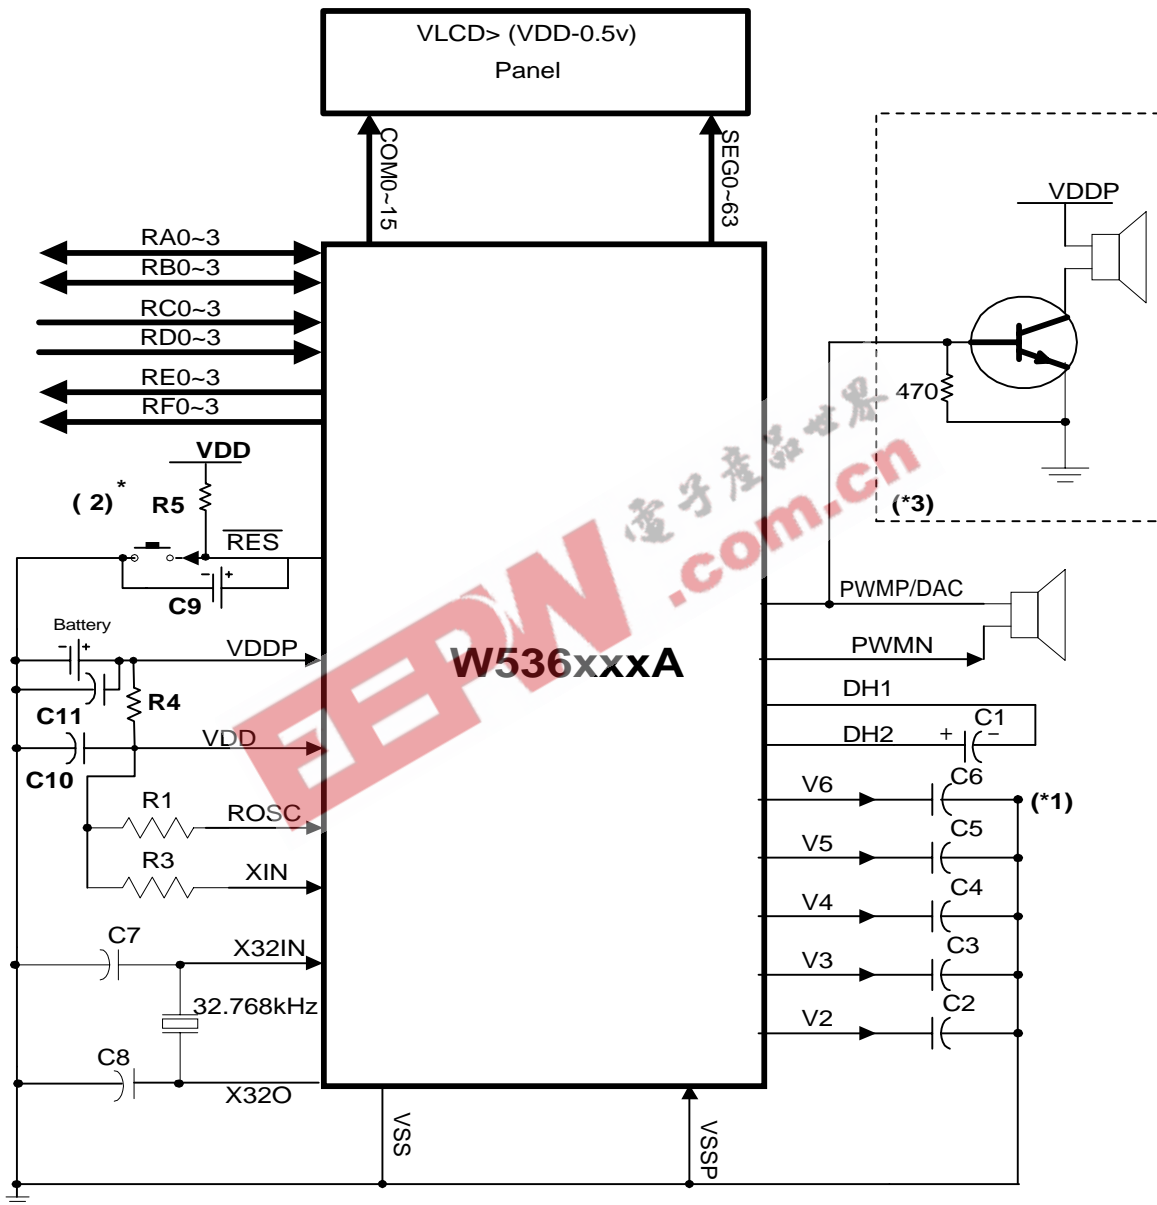 VLCD> (VDD-0.5v)
Panel
COM0~15
SEG0~63
VDDP
RA0~3
RB0~3
RC0~3
RD0~3
RE0~3
RF0~3
470
VDD
( 2) *
R5
RES
C9
(*3)
電子產品世界
.com.cn
EEPW
Battery
VDDP
W536xxxA
PWMP/DAC
PWMN
C11
R4
DH1
C10
VDD
DH2
+
C1
−
R1
ROSC
V6
C6
(*1)
R3
XIN
V5
C5
V4
C4
C7
X32IN
V3
C3
32.768kHz
V2
C2
C8
X32O
VSS
VSSP